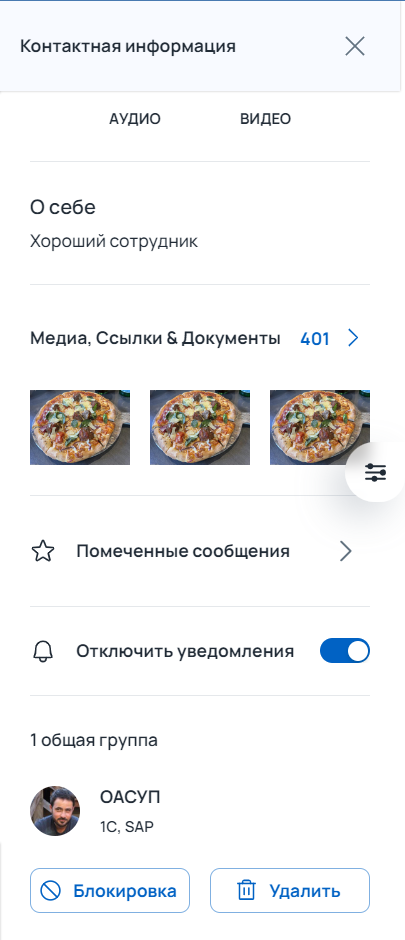 Контактная информация
АУДИО ВИДЕО
О себе
Хороший сотрудник
Медиа, Ссылки & Документы 401
Помеченные сообщения
Отключить уведомления
1 общая группа
ОАСУП
1С, SAP
Блокировка Удалить